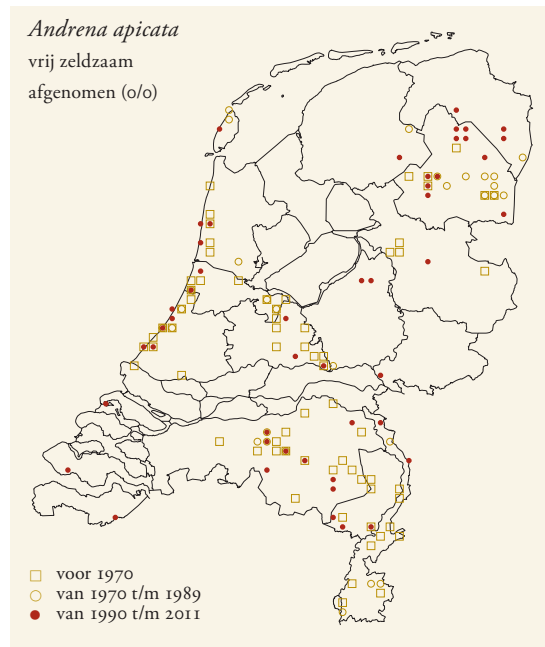 Andrena apicata
vrij zeldzaam
afgenomen (0/0)
voor 1970
van 1970 t/m 1989
van 1990 t/m 2011